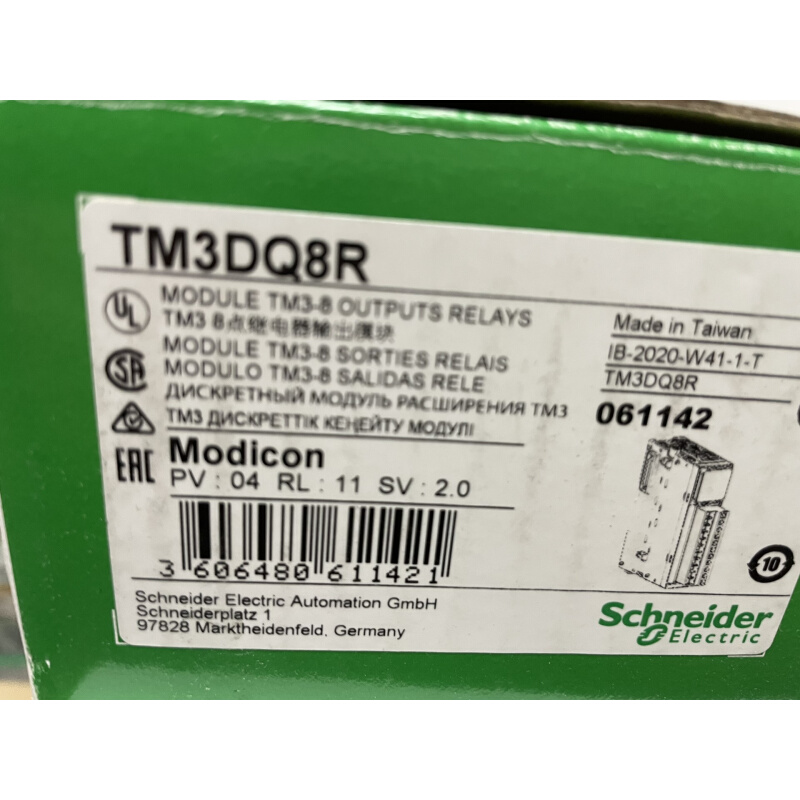 TM3DQ8R
UL
MODULE TM3-8 OUTPUTS RELAYS
TM3 8点继电器输出模块
MODULE TM3-8 SORTIES RELAIS
MODULO TM3-8 SALIDAS RELE
ДИСКРЕТНЫЙ МОДУЛЬ РАСШИРЕНИЯ TM3
TM3 ДИСКРЕТТІК КЕҢЕЙТУ МОДУЛІ
EAC
Modicon
PV : 04 RL : 11 SV : 2.0
3 606480 611421
Schneider Electric Automation GmbH
Schneiderplatz 1
97828 Marktheidenfeld. Germany
Made in Taiwan
IB-2020-W41-1-T
TM3DQ8R
061142
10
Schneider
Electric